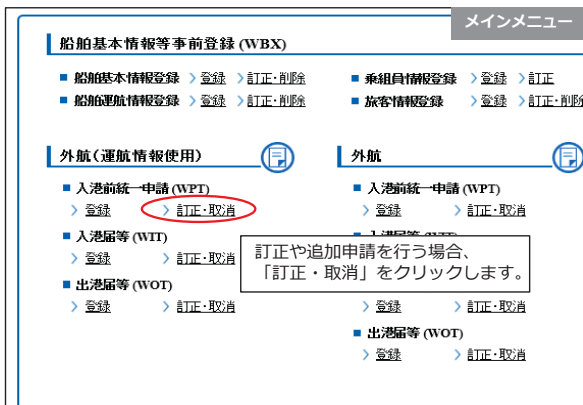 メインメニュー
船舶基本情報等事前登録 (WBX)
船舶基本情報登録 > 登録 > 訂正・削除
乗組員情報登録 > 登録 > 訂正
船舶運航情報登録 > 登録 > 訂正・削除
旅客情報登録 > 登録 > 訂正・削除
外航(運航情報使用)
外航
入港前統一申請 (WPT)
入港前統一申請 (WPT)
> 登録 > 訂正・取消
> 登録 > 訂正・取消
入港届等 (WIT)
> 登録 > 訂正・取消
訂正や追加申請を行う場合、
「訂正・取消」をクリックします。
出港届等 (WOT)
> 登録 > 訂正・取消
> 登録 > 訂正・取消
出港届等 (WOT)
> 登録 > 訂正・取消